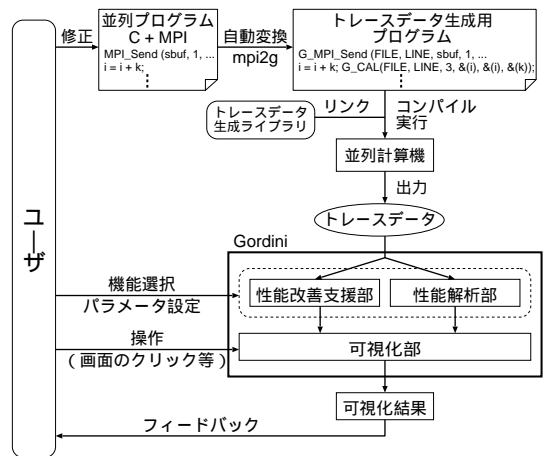 ユーザ
修正
並列プログラム
C + MPI
MPI_Send (sbuf, 1, ...
i = i + k;
自動変換
mpi2g
トレースデータ生成用
プログラム
G_MPI_Send (FILE, LINE, sbuf, 1, ...
i = i + k; G_CAL(FILE, LINE, 3, &(i), &(i), &(k));
トレースデータ
生成ライブラリ
リンク
コンパイル
実行
並列計算機
出力
トレースデータ
Gordini
機能選択
パラメータ設定
性能改善支援部
性能解析部
操作
(画面のクリック等)
可視化部
可視化結果
フィードバック